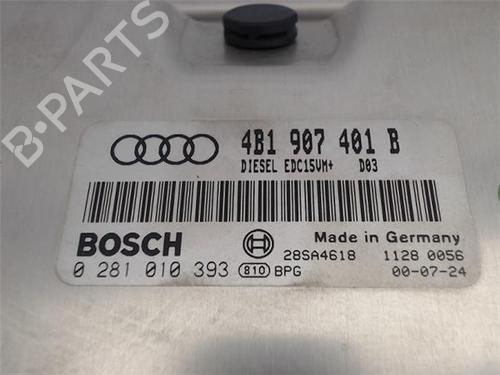 4B1 907 401 B
DIESEL EDC15VM+ D03
BOSCH
Made in Germany
0 281 010 393 810 BPG
28SA4618 1128 0056
00-07-24
B-PARTS